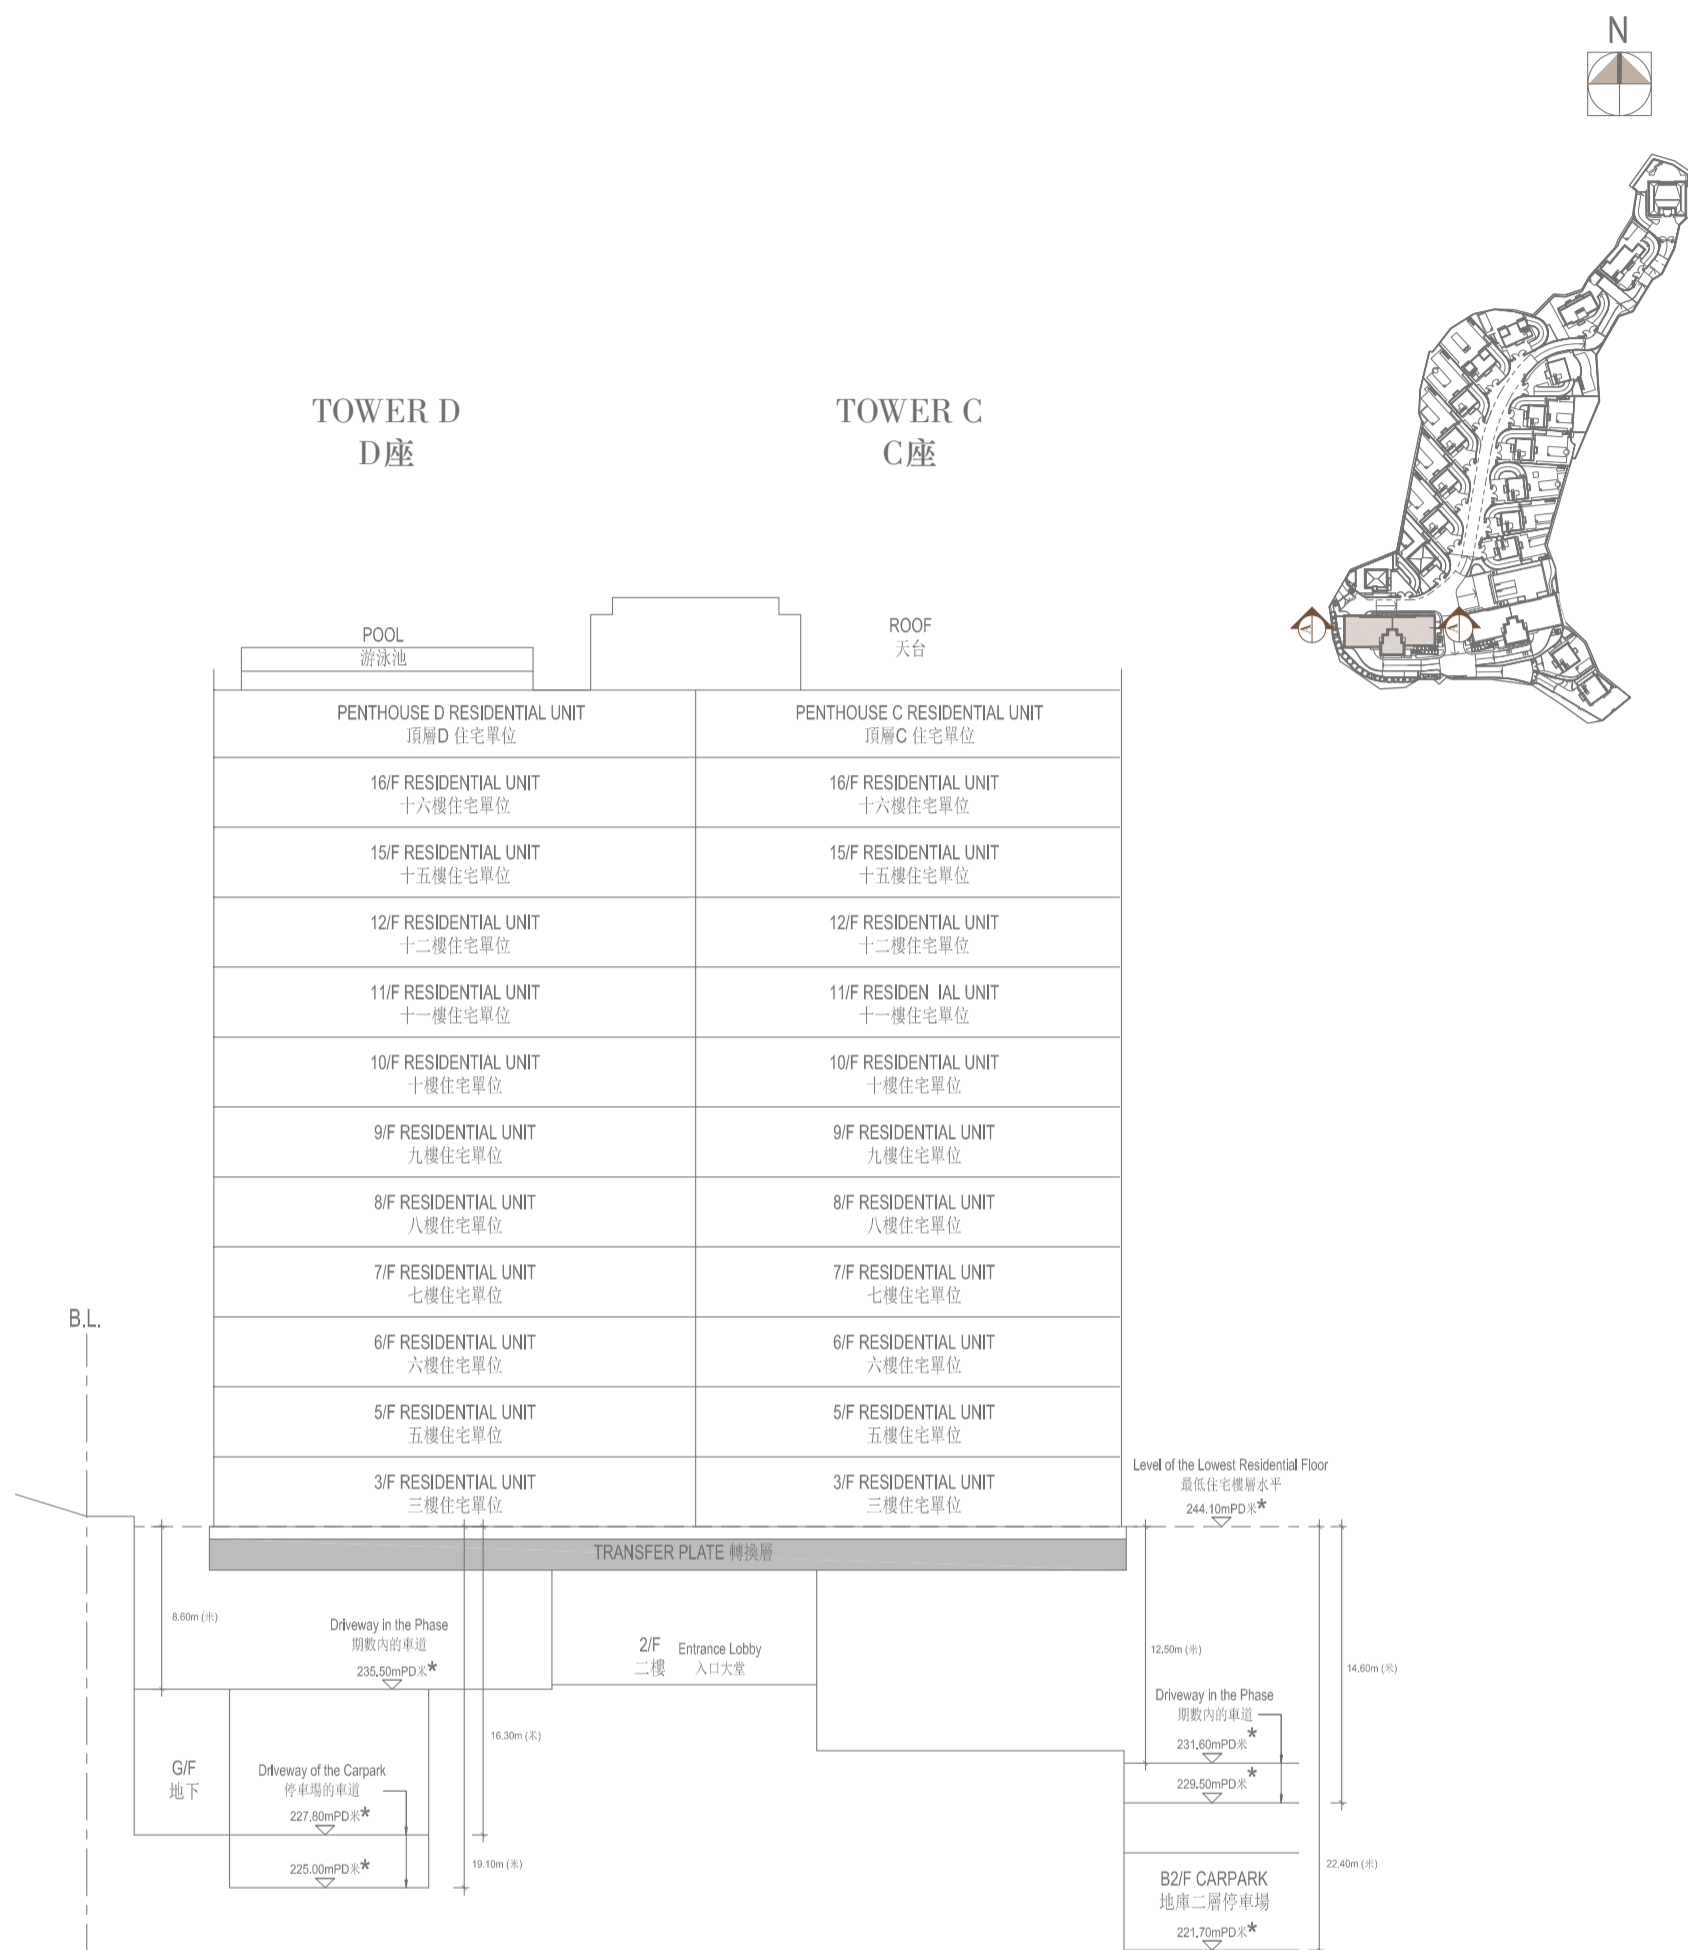 N
TOWER D
D座
TOWER C
C座
POOL
游泳池
ROOF
天台
A
A
PENTHOUSE D RESIDENTIAL UNIT
頂層D 住宅單位
PENTHOUSE C RESIDENTIAL UNIT
頂層C 住宅單位
16/F RESIDENTIAL UNIT
十六樓住宅單位
16/F RESIDENTIAL UNIT
十六樓住宅單位
15/F RESIDENTIAL UNIT
十五樓住宅單位
15/F RESIDENTIAL UNIT
十五樓住宅單位
12/F RESIDENTIAL UNIT
十二樓住宅單位
12/F RESIDENTIAL UNIT
十二樓住宅單位
11/F RESIDENTIAL UNIT
十一樓住宅單位
11/F RESIDEN IAL UNIT
十一樓住宅單位
10/F RESIDENTIAL UNIT
十樓住宅單位
10/F RESIDENTIAL UNIT
十樓住宅單位
9/F RESIDENTIAL UNIT
九樓住宅單位
9/F RESIDENTIAL UNIT
九樓住宅單位
8/F RESIDENTIAL UNIT
八樓住宅單位
8/F RESIDENTIAL UNIT
八樓住宅單位
7/F RESIDENTIAL UNIT
七樓住宅單位
7/F RESIDENTIAL UNIT
七樓住宅單位
B.L.
6/F RESIDENTIAL UNIT
六樓住宅單位
6/F RESIDENTIAL UNIT
六樓住宅單位
5/F RESIDENTIAL UNIT
五樓住宅單位
5/F RESIDENTIAL UNIT
五樓住宅單位
3/F RESIDENTIAL UNIT
三樓住宅單位
3/F RESIDENTIAL UNIT
三樓住宅單位
Level of the Lowest Residential Floor
最低住宅樓層水平
244.10mPD米*
TRANSFER PLATE 轉換層
8.60m (米)
Driveway in the Phase
期數內的車道
235.50mPD米*
2/F
二樓
Entrance Lobby
入口大堂
12.50m (米)
14.60m (米)
16.30m (米)
Driveway in the Phase
期數內的車道
231.60mPD米*
229.50mPD米*
G/F
地下
Driveway of the Carpark
停車場的車道
227.80mPD米*
225.00mPD米*
19.10m (米)
22.40m (米)
B2/F CARPARK
地庫二層停車場
221.70mPD米*